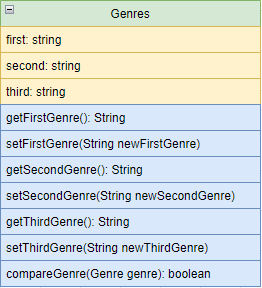 Genres
first: string
second: string
third: string
getFirstGenre(): String
setFirstGenre(String newFirstGenre)
getSecondGenre(): String
setSecondGenre(String newSecondGenre)
getThirdGenre(): String
setThirdGenre(String newThirdGenre)
compareGenre(Genre genre): boolean